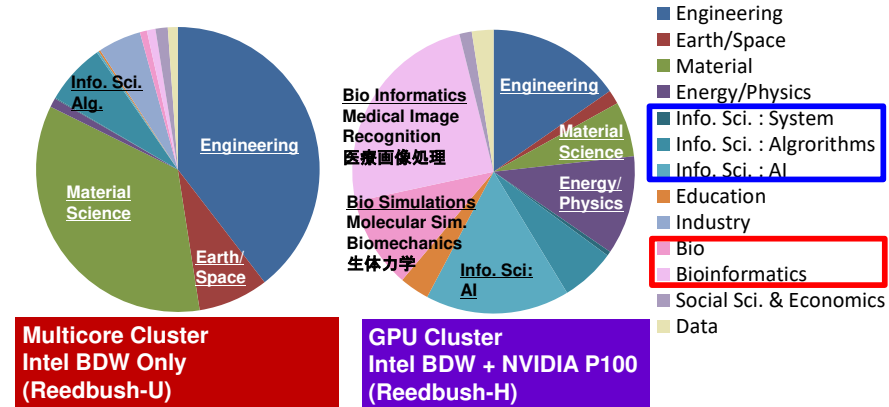 Info. Sci.
Alg.
Engineering
Material
Science
Earth/
Space
Multicore Cluster
Intel BDW Only
(Reedbush-U)
Bio Informatics
Medical Image
Recognition
医療画像処理
Bio Simulations
Molecular Sim.
Biomechanics
生体力学
Engineering
Material
Science
Energy/
Physics
Info. Sci:
AI
GPU Cluster
Intel BDW + NVIDIA P100
(Reedbush-H)
Engineering
Earth/Space
Material
Energy/Physics
Info. Sci. : System
Info. Sci. : Algrorithms
Info. Sci. : AI
Education
Industry
Bio
Bioinformatics
Social Sci. & Economics
Data